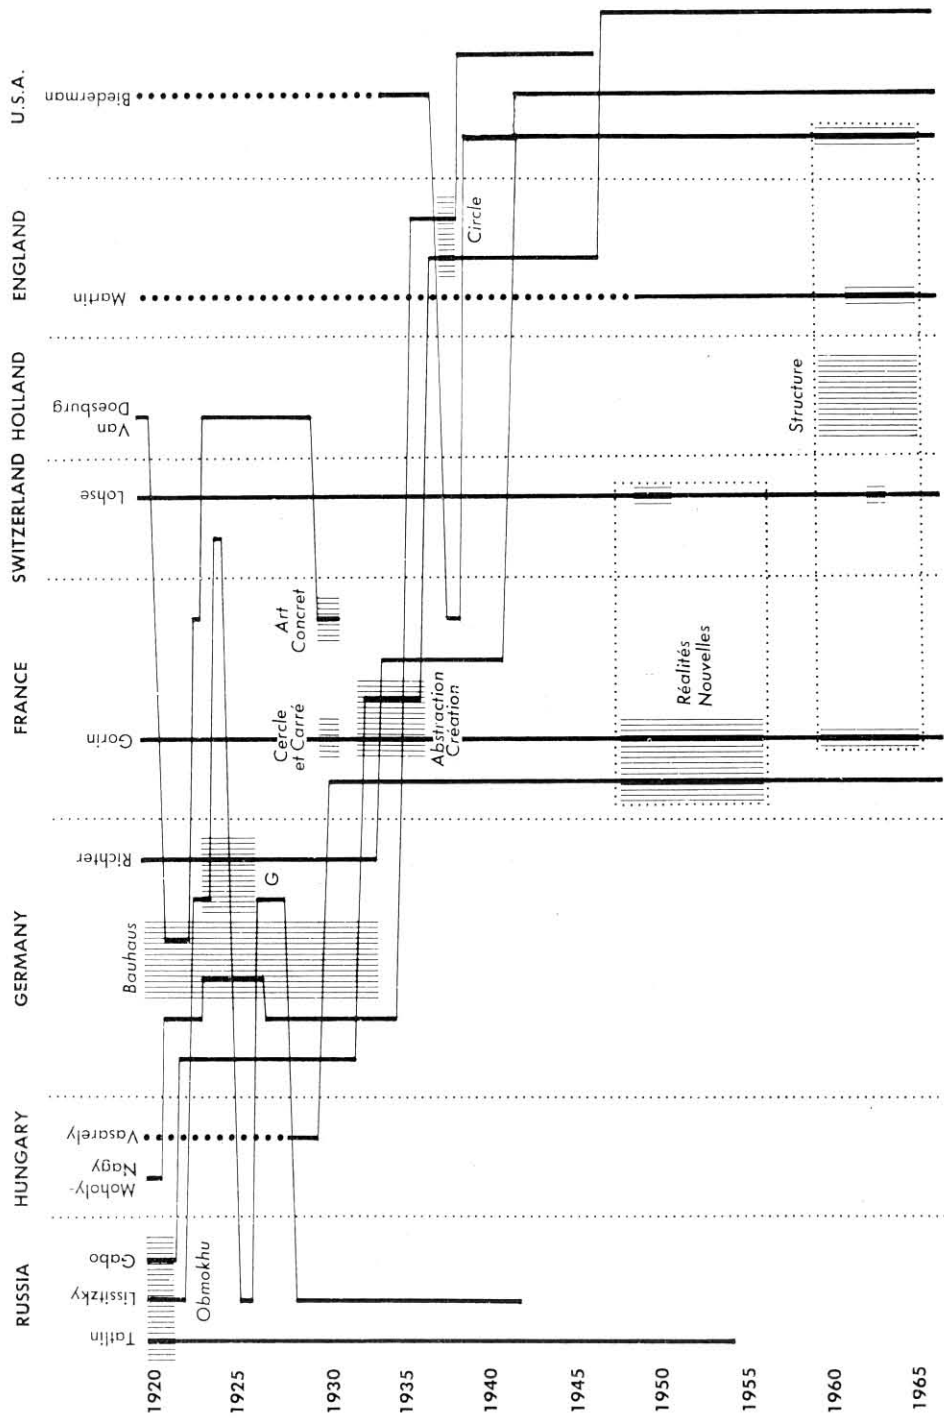 RUSSIA
HUNGARY
GERMANY
FRANCE
SWITZERLAND
HOLLAND
ENGLAND
U.S.A.
Tatlin
Lissitzky
Gabo
Moholy-
Nagy
Vasarely
Richter
Gorin
Lohse
Van
Doesburg
Martin
Biederman
Obmokhu
Bauhaus
G
Cercle
et Carré
Art
Concret
Abstraction
Création
Circle
Réalités
Nouvelles
Structure
1920
1925
1930
1935
1940
1945
1950
1955
1960
1965